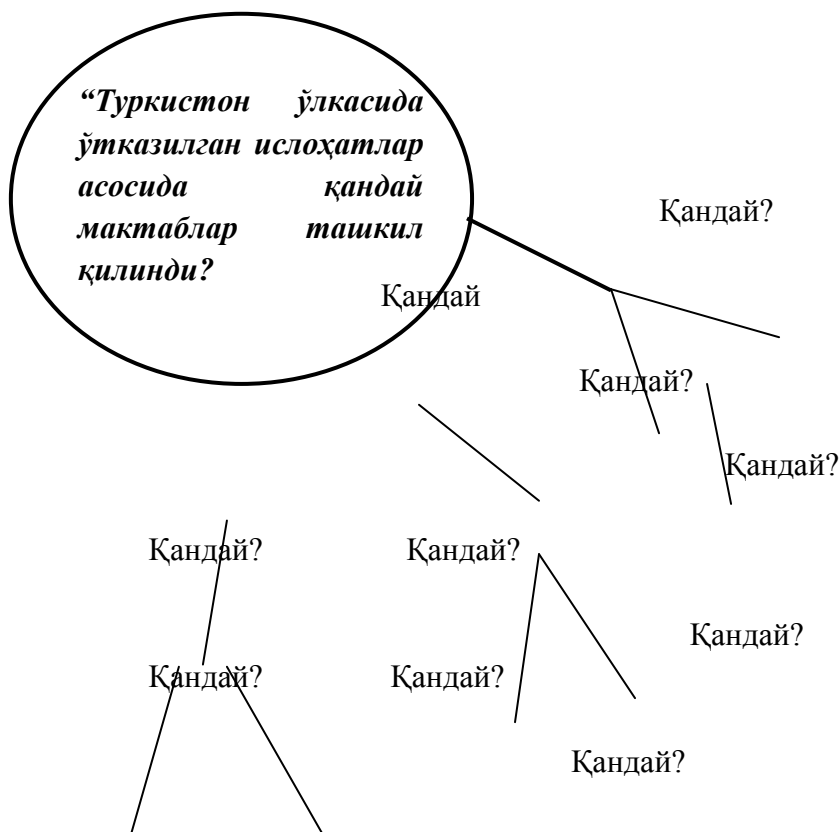 “Туркистон ўлкасида
ўтказилган ислоҳатлар
асосида қандай
мактаблар ташкил
қилинди?
Қандай?
Қандай
Қандай?
Қандай?
Қандай? Қандай?
Қандай?
Қандай? Қандай?
Қандай?